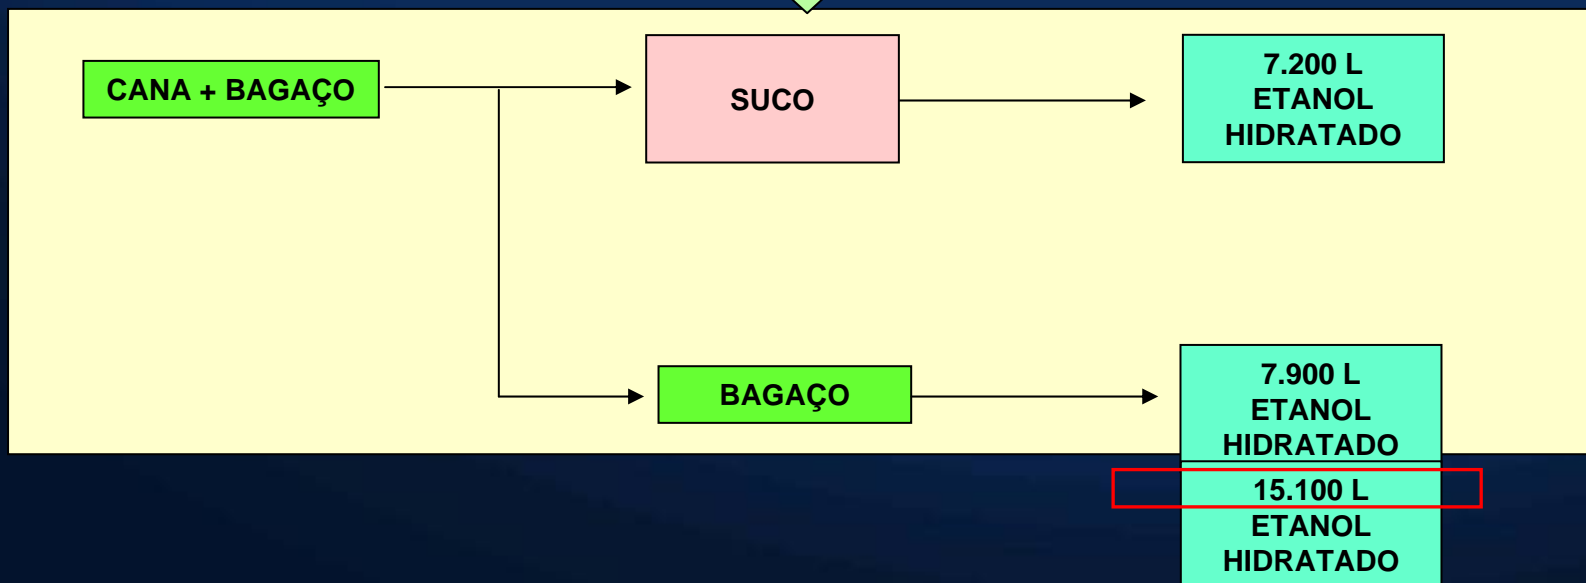 CANA + BAGAÇO
SUCO
7.200 L
ETANOL
HIDRATADO
BAGAÇO
7.900 L
ETANOL
HIDRATADO
15.100 L
ETANOL
HIDRATADO